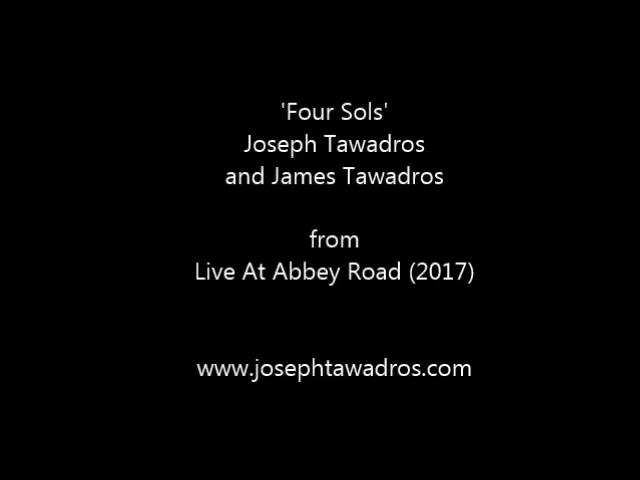 'Four Sols'
Joseph Tawadros
and James Tawadros
from
Live At Abbey Road (2017)
www.josephtawadros.com